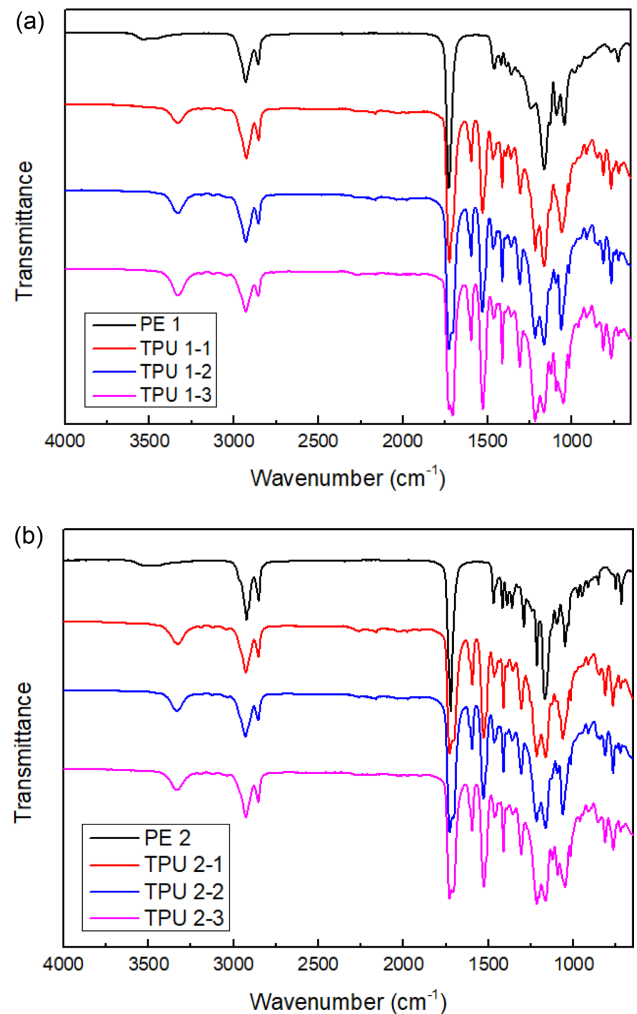 (a)
Transmittance
PE 1
TPU 1-1
TPU 1-2
TPU 1-3
4000 3500 3000 2500 2000 1500 1000
Wavenumber (cm⁻¹)
(b)
Transmittance
PE 2
TPU 2-1
TPU 2-2
TPU 2-3
4000 3500 3000 2500 2000 1500 1000
Wavenumber (cm⁻¹)